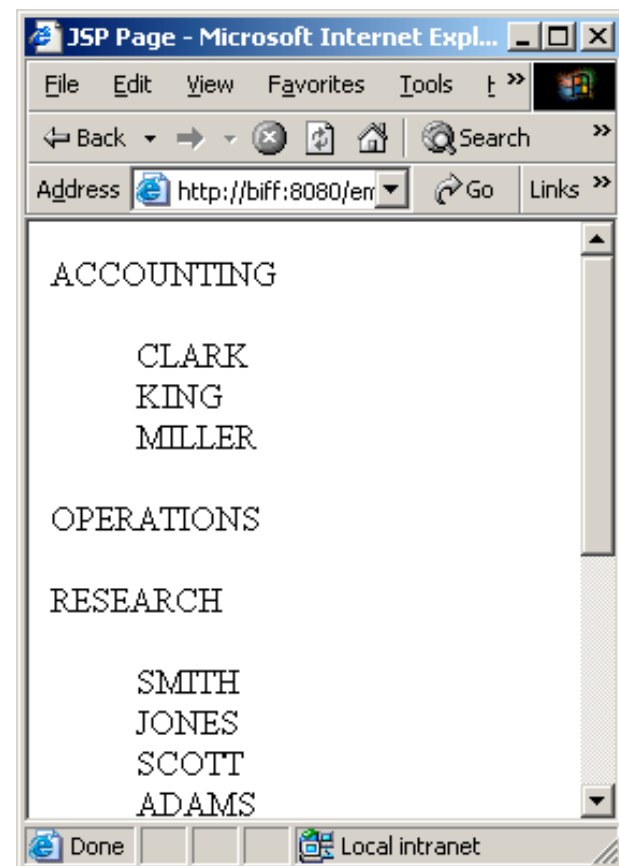 JSP Page - Microsoft Internet Expl...
File Edit View Favorites Tools »
Back Search »
Address http://biff:8080/em Go Links »
ACCOUNTING
CLARK
KING
MILLER
OPERATIONS
RESEARCH
SMITH
JONES
SCOTT
ADAMS
Done Local intranet